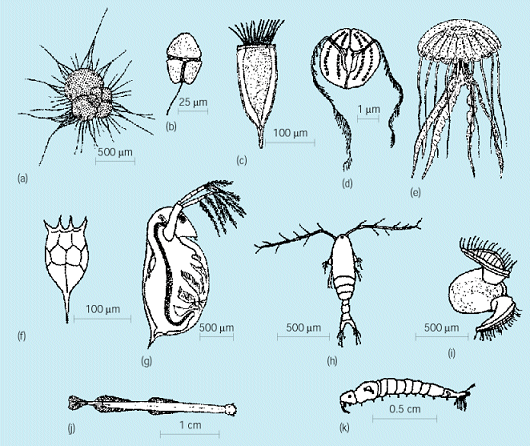 500 µm
(a)
25 µm
(b)
100 µm
(c)
1 µm
(d)
(e)
100 µm
(f)
500 µm
(g)
500 µm
(h)
500 µm
(i)
1 cm
(j)
0.5 cm
(k)